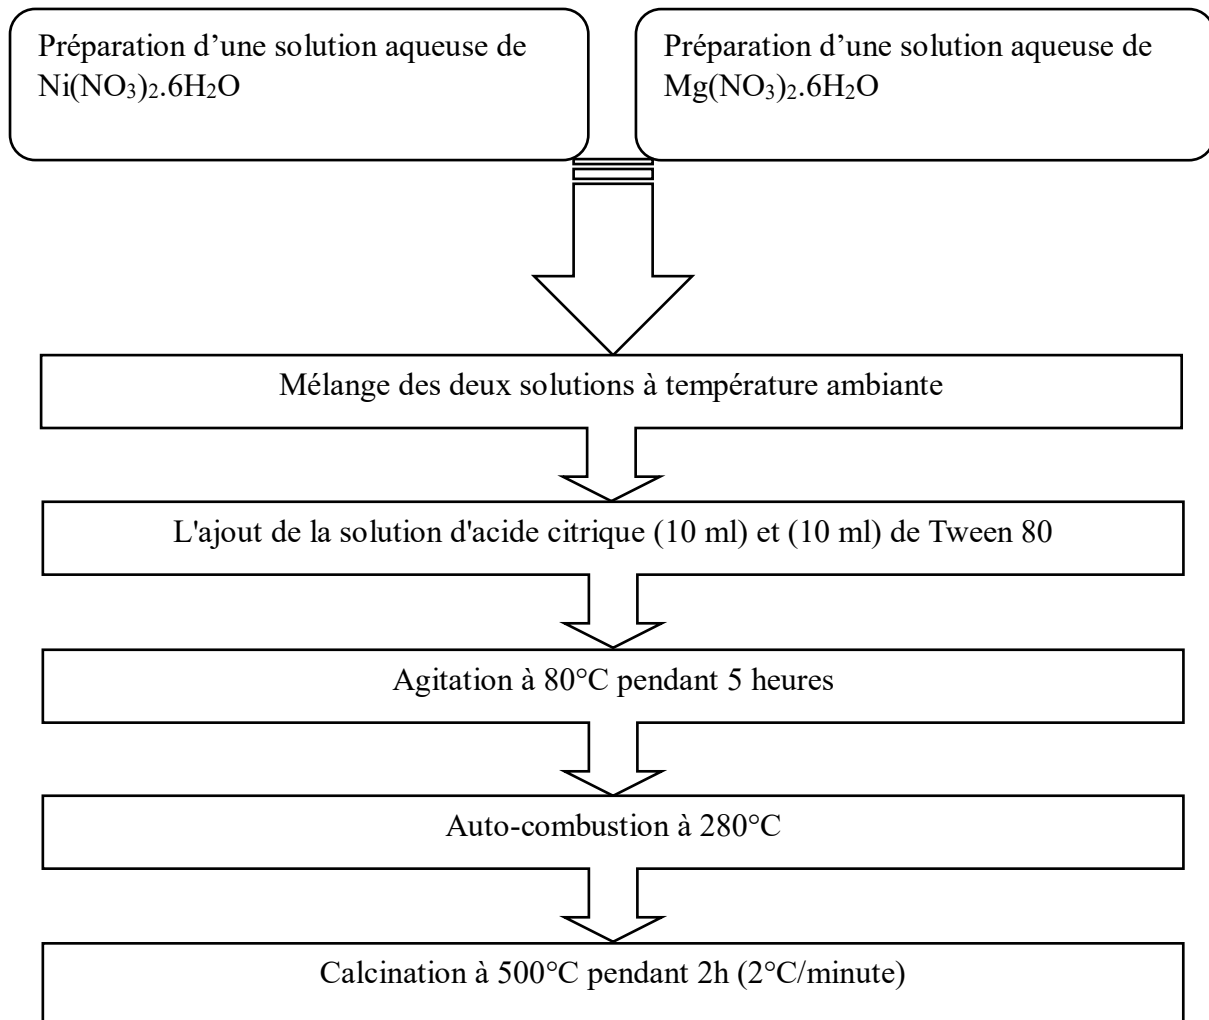 Préparation d’une solution aqueuse de
Ni(NO₃)₂.6H₂O
Préparation d’une solution aqueuse de
Mg(NO₃)₂.6H₂O
Mélange des deux solutions à température ambiante
L'ajout de la solution d'acide citrique (10 ml) et (10 ml) de Tween 80
Agitation à 80°C pendant 5 heures
Auto-combustion à 280°C
Calcination à 500°C pendant 2h (2°C/minute)